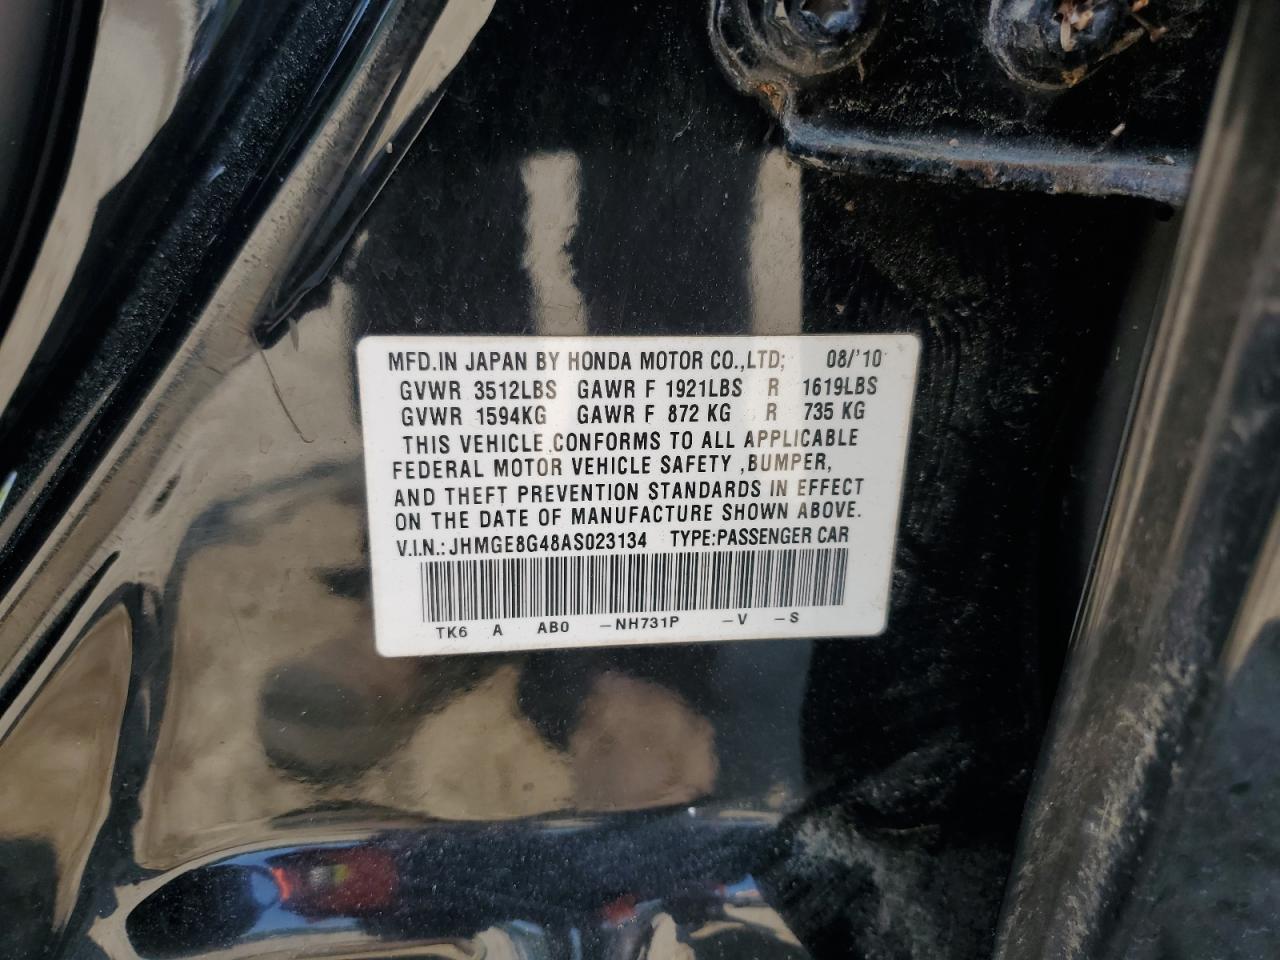 MFD.IN JAPAN BY HONDA MOTOR CO.,LTD; 08/'10
GVWR 3512LBS GAWR F 1921LBS R 1619LBS
GVWR 1594KG GAWR F 872 KG R 735 KG
THIS VEHICLE CONFORMS TO ALL APPLICABLE
FEDERAL MOTOR VEHICLE SAFETY ,BUMPER,
AND THEFT PREVENTION STANDARDS IN EFFECT
ON THE DATE OF MANUFACTURE SHOWN ABOVE.
V.I.N.: JHMGE8G48AS023134 TYPE:PASSENGER CAR
TK6 A AB0 -NH731P -V -S